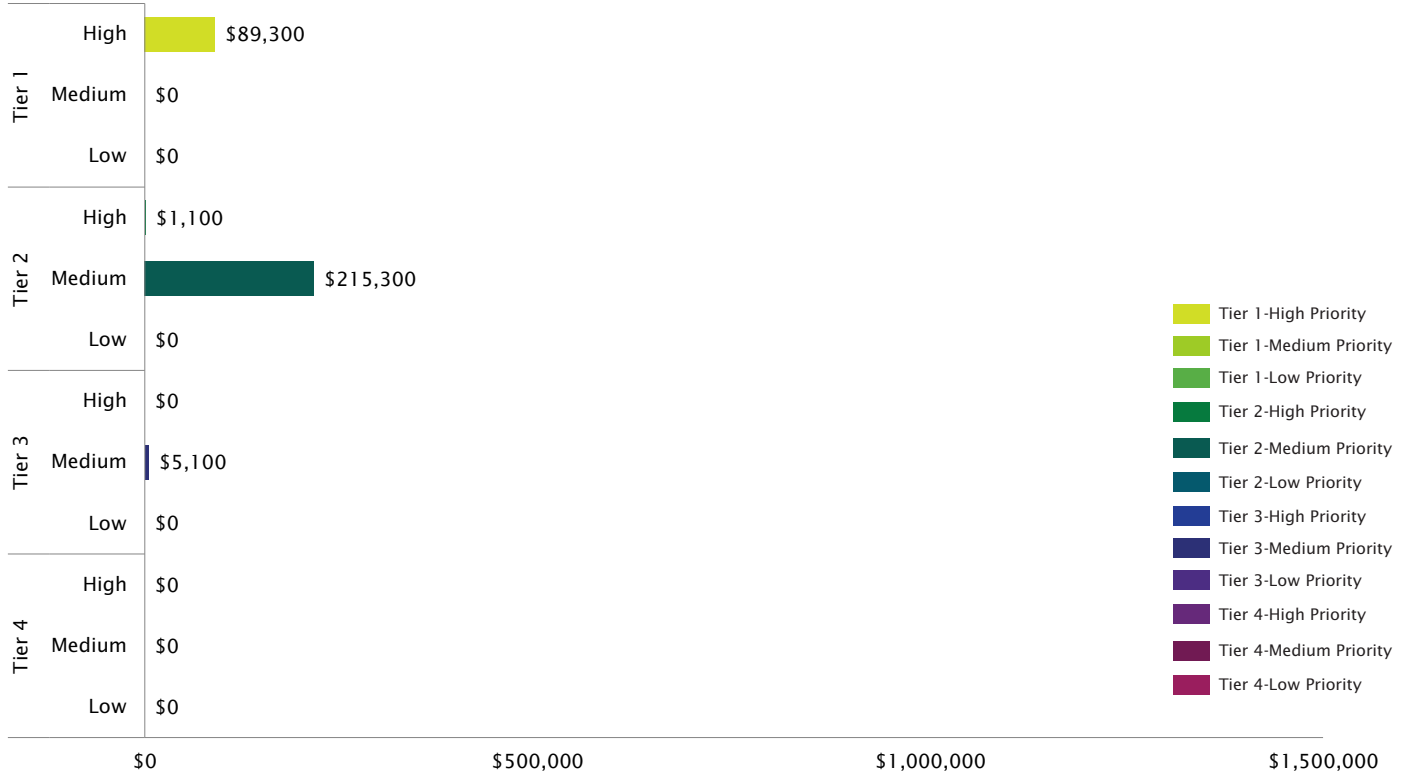 Tier 1
High $89,300
Medium $0
Low $0
Tier 2
High $1,100
Medium $215,300
Low $0
Tier 3
High $0
Medium $5,100
Low $0
Tier 4
High $0
Medium $0
Low $0
$0 $500,000 $1,000,000 $1,500,000
Tier 1-High Priority
Tier 1-Medium Priority
Tier 1-Low Priority
Tier 2-High Priority
Tier 2-Medium Priority
Tier 2-Low Priority
Tier 3-High Priority
Tier 3-Medium Priority
Tier 3-Low Priority
Tier 4-High Priority
Tier 4-Medium Priority
Tier 4-Low Priority